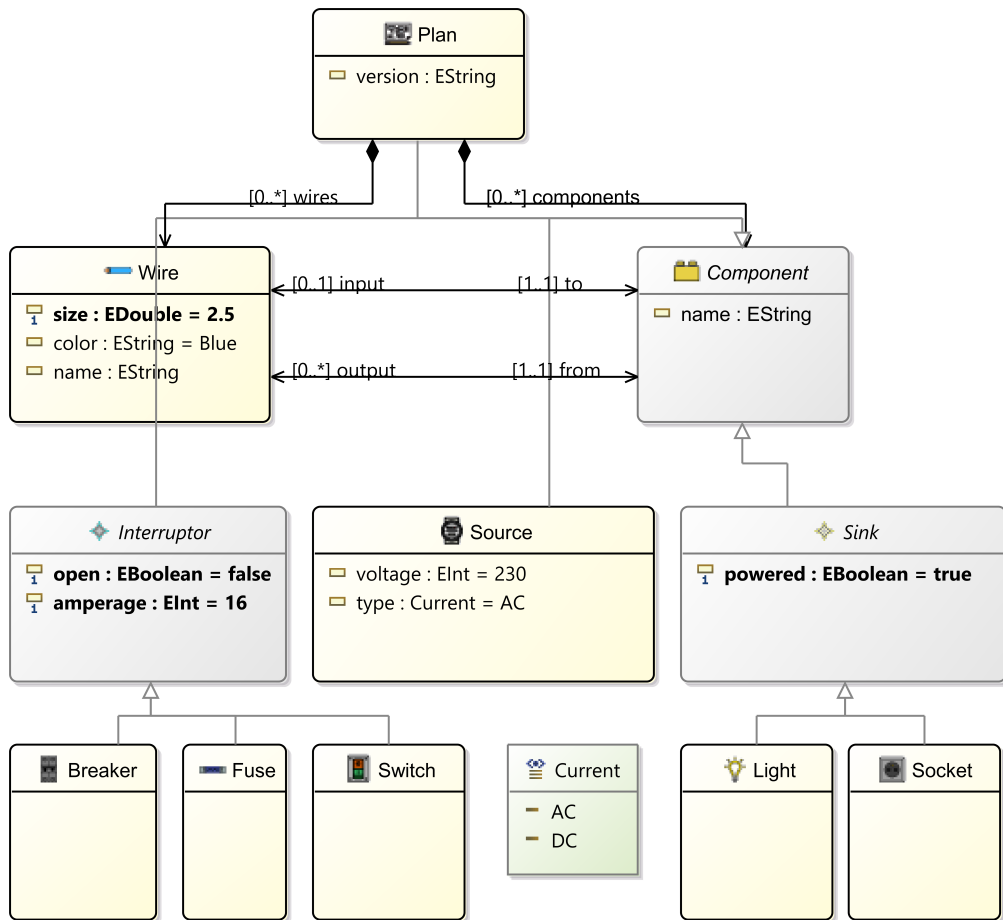 Plan
version : EString
[0..*] wires
[0..*] components
Wire
size : EDouble = 2.5
color : EString = Blue
name : EString
[0..1] input
[1..1] to
[0..*] output
[1..1] from
Component
name : EString
Interruptor
open : EBoolean = false
amperage : EInt = 16
Source
voltage : EInt = 230
type : Current = AC
Sink
powered : EBoolean = true
Breaker
Fuse
Switch
Current
AC
DC
Light
Socket